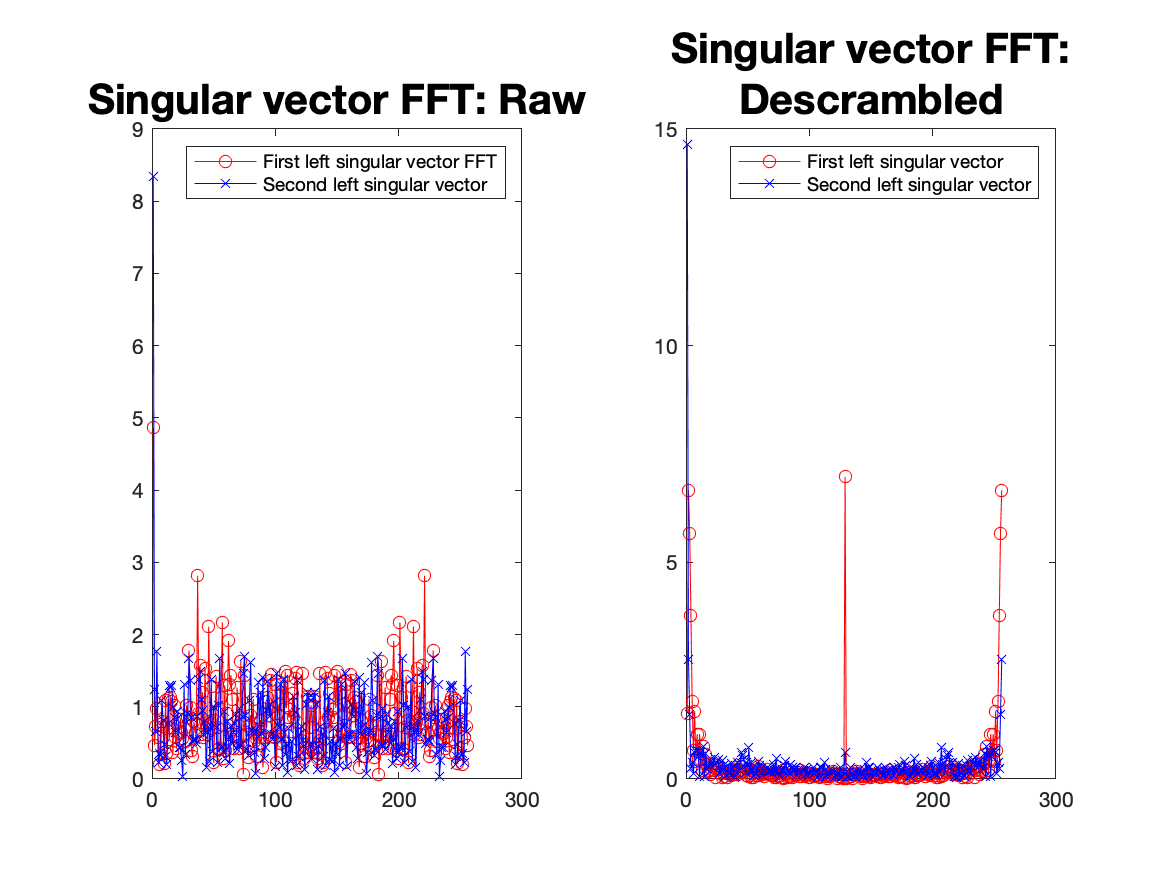 Singular vector FFT: Raw
9
8
7
6
5
4
3
2
1
0
0 100 200 300
First left singular vector FFT
Second left singular vector
Singular vector FFT:
Descrambled
15
10
5
0
0 100 200 300
First left singular vector
Second left singular vector